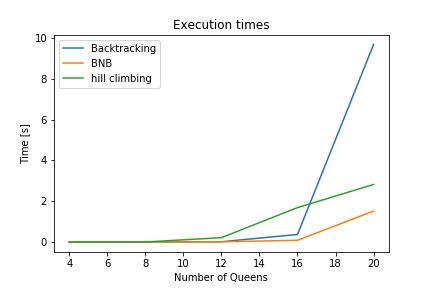 Execution times
Backtracking
BNB
hill climbing
Time [s]
10
8
6
4
2
0
4 6 8 10 12 14 16 18 20
Number of Queens